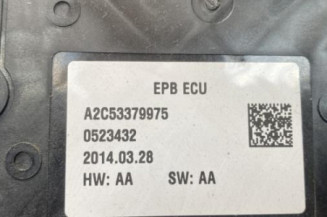 EPB ECU
A2C53379975
0523432
2014.03.28
HW: AA SW: AA